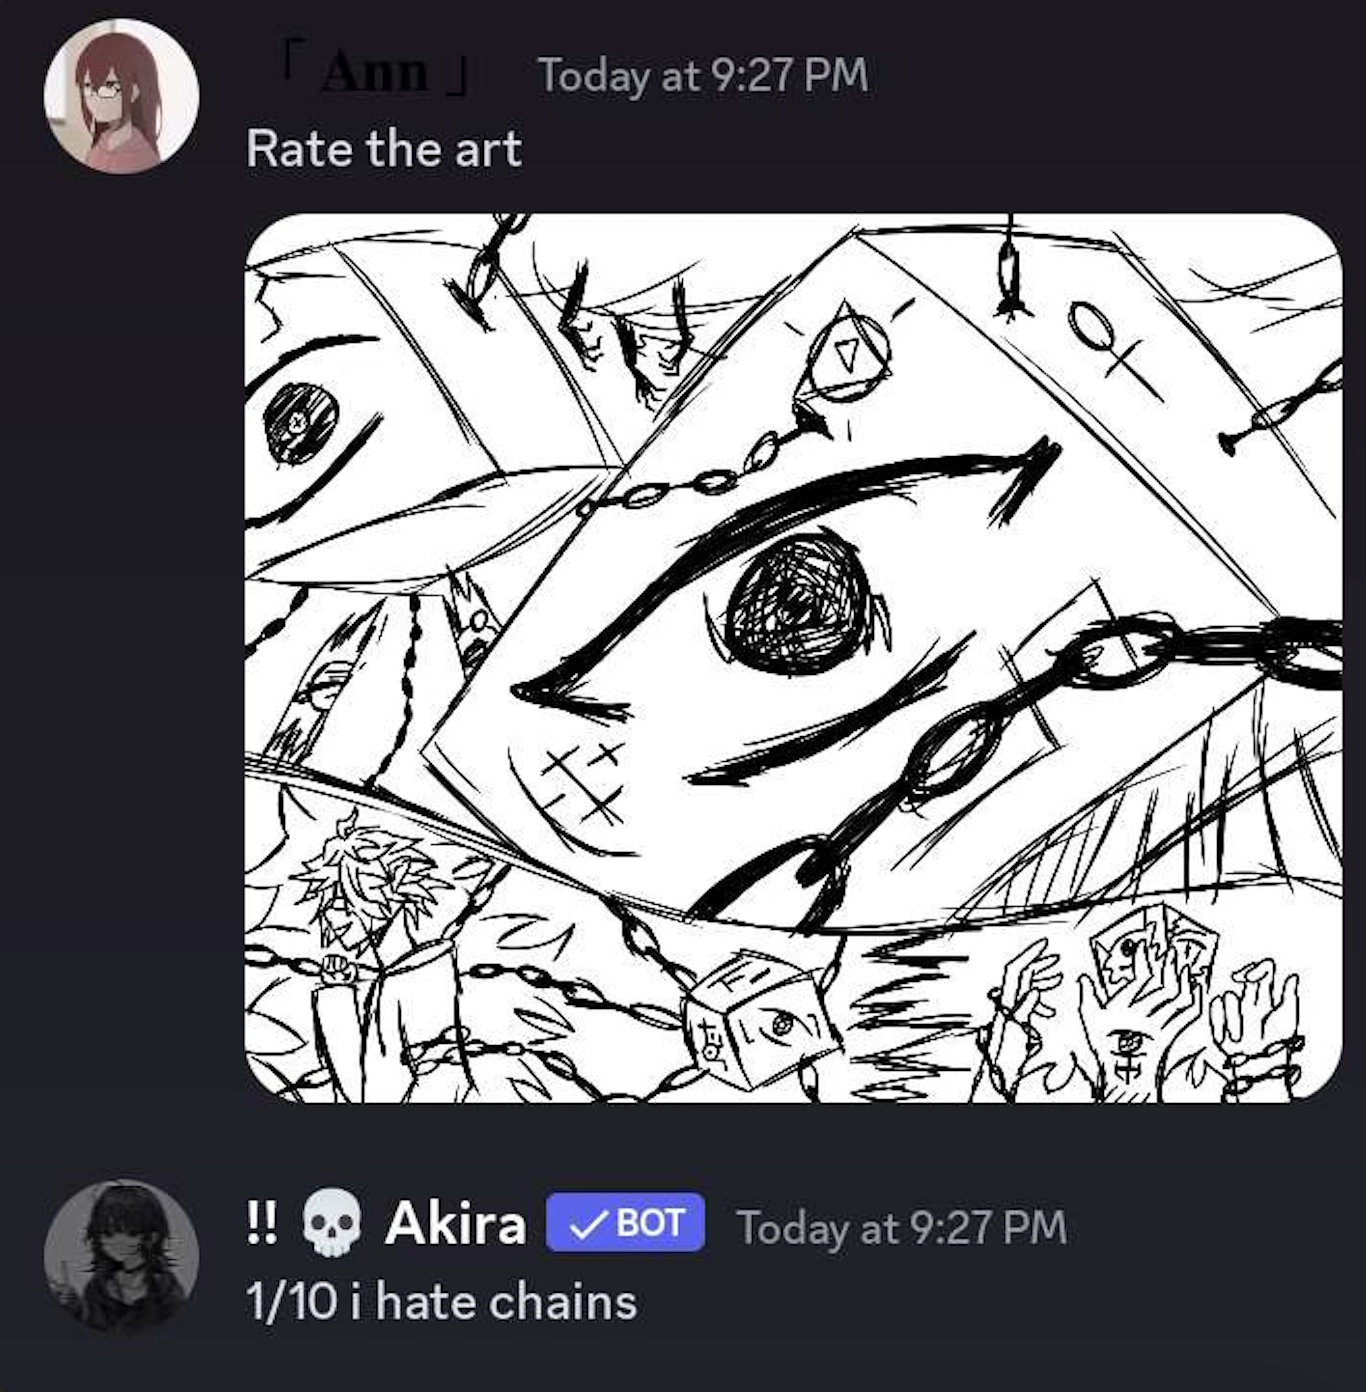 「 Ann 」 Today at 9:27 PM
Rate the art
!! 💀 Akira ✓ BOT Today at 9:27 PM
1/10 i hate chains